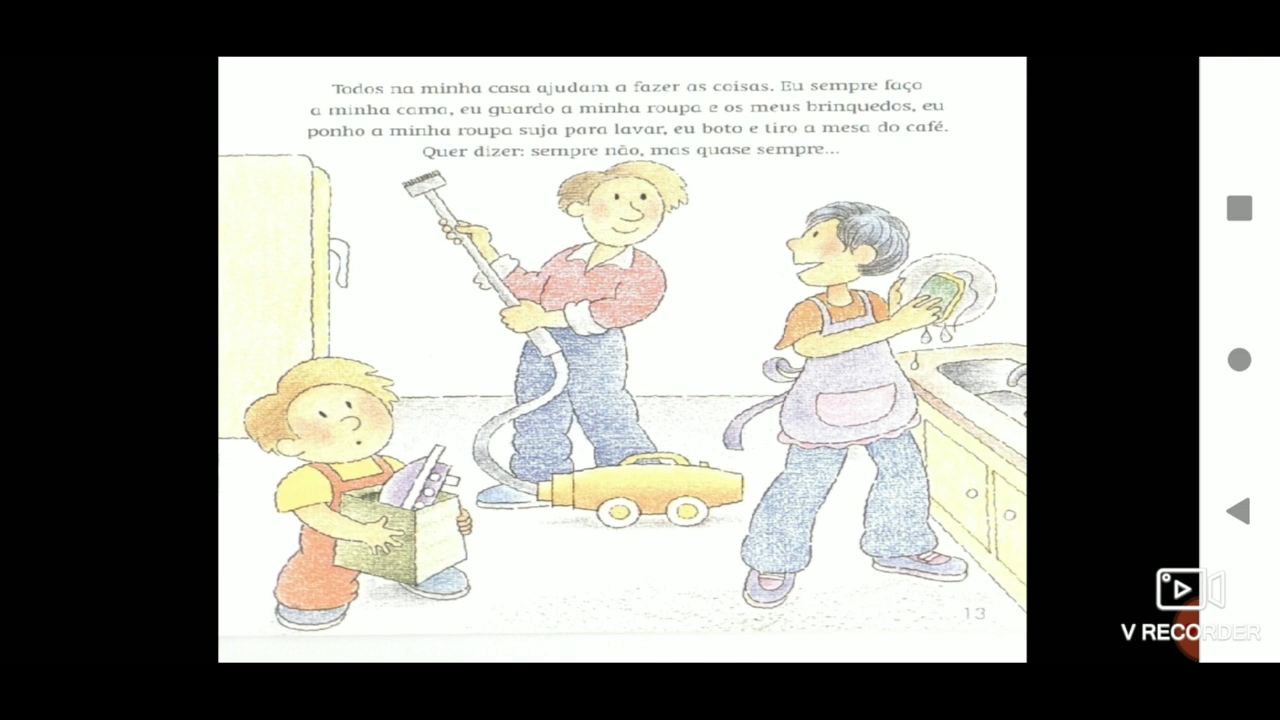 Todos na minha casa ajudam a fazer as coisas. Eu sempre faço
a minha cama, eu guardo a minha roupa e os meus brinquedos, eu
ponho a minha roupa suja para lavar, eu boto e tiro a mesa do café.
Quer dizer: sempre não, mas quase sempre...
13
V RECORDER